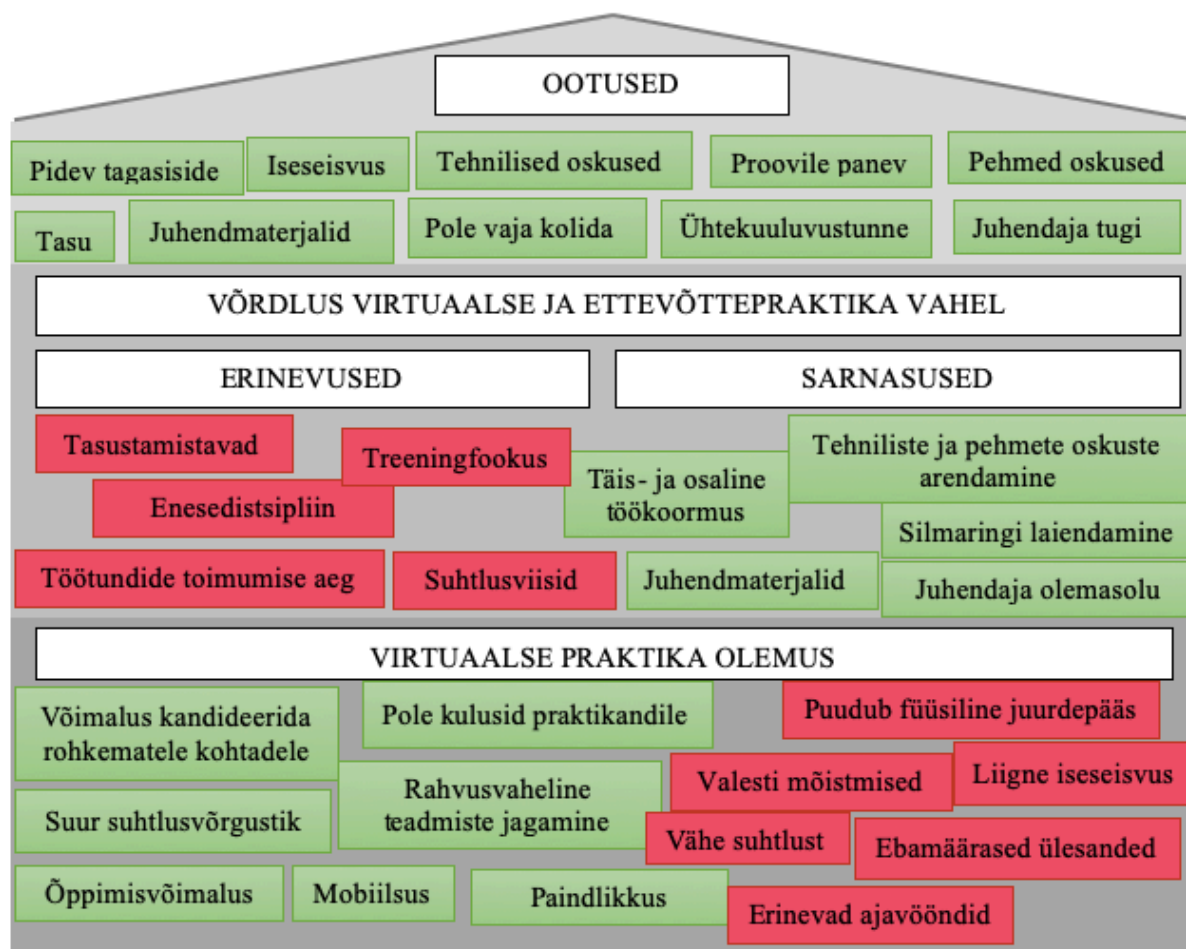 OOTUSED
Pidev tagasiside
Iseseisvus
Tehnilised oskused
Proovile panev
Pehmed oskused
Tasu
Juhendmaterjalid
Pole vaja kolida
Ühtekuuluvustunne
Juhendaja tugi
VÕRDLUS VIRTUAALSE JA ETTEVÕTTEPRAKTIKA VAHEL
ERINEVUSED
SARNASUSED
Tasustamistavad
Treeningfookus
Enesedistsipliin
Töötundide toimumise aeg
Suhtlusviisid
Täis- ja osaline
töökoormus
Tehniliste ja pehmete oskuste
arendamine
Silmaringi laiendamine
Juhendmaterjalid
Juhendaja olemasolu
VIRTUAALSE PRAKTIKA OLEMUS
Võimalus kandideerida
rohkematele kohtadele
Pole kulusid praktikandile
Puudub füüsiline juurdepääs
Suur suhtlusvõrgustik
Rahvusvaheline
teadmiste jagamine
Valesti mõistmised
Liigne iseseisvus
Vähe suhtlust
Ebamäärased ülesanded
Õppimisvõimalus
Mobiilsus
Paindlikkus
Erinevad ajavööndid